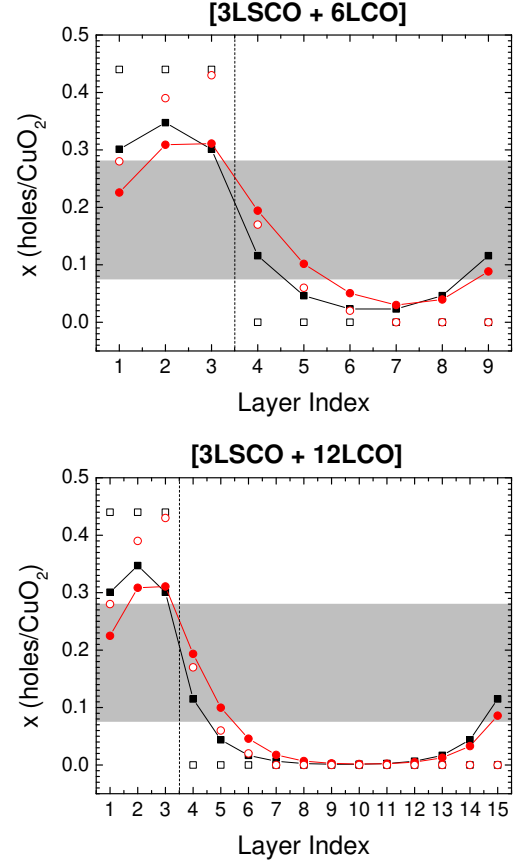 [3LSCO + 6LCO]
0.5
0.4
0.3
0.2
0.1
0.0
x (holes/CuO₂)
1 2 3 4 5 6 7 8 9
Layer Index
[3LSCO + 12LCO]
0.5
0.4
0.3
0.2
0.1
0.0
x (holes/CuO₂)
1 2 3 4 5 6 7 8 9 10 11 12 13 14 15
Layer Index